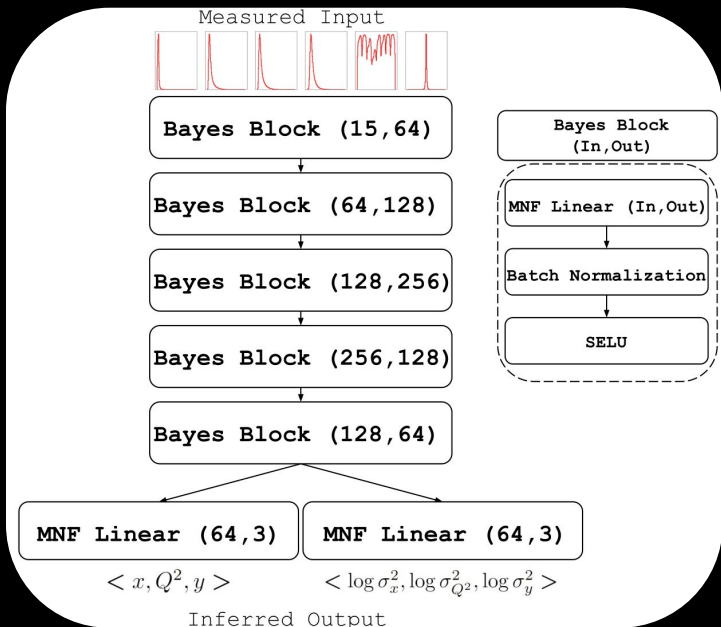 Measured Input
Bayes Block (15,64)
Bayes Block (64,128)
Bayes Block (128,256)
Bayes Block (256,128)
Bayes Block (128,64)
MNF Linear (64,3)
MNF Linear (64,3)
< x, Q², y >
< log σ²ₓ, log σ²_{Q²}, log σ²_y >
Inferred Output
Bayes Block
(In,Out)
MNF Linear (In,Out)
Batch Normalization
SELU